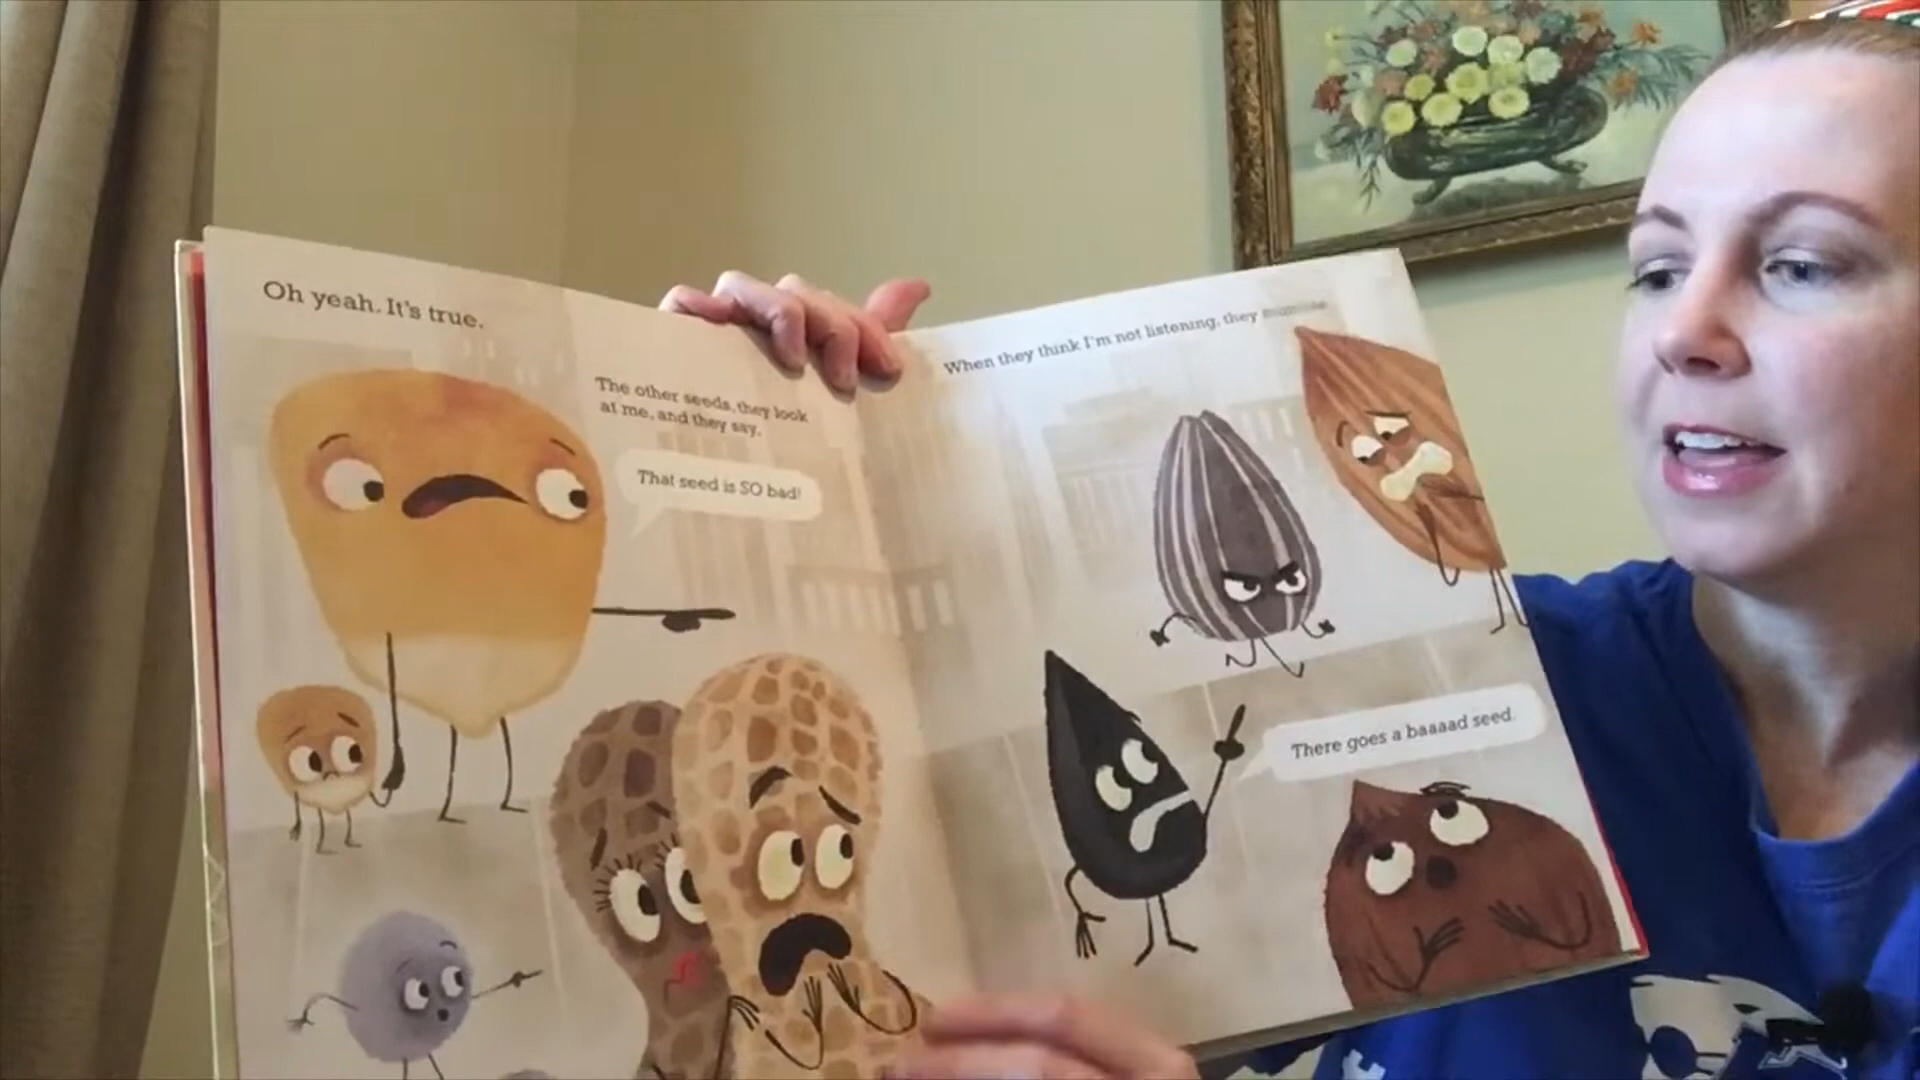 Oh yeah. It's true.
The other seeds, they look
at me, and they say,
That seed is SO bad!
When they think I'm not listening, they
There goes a baaaad seed.